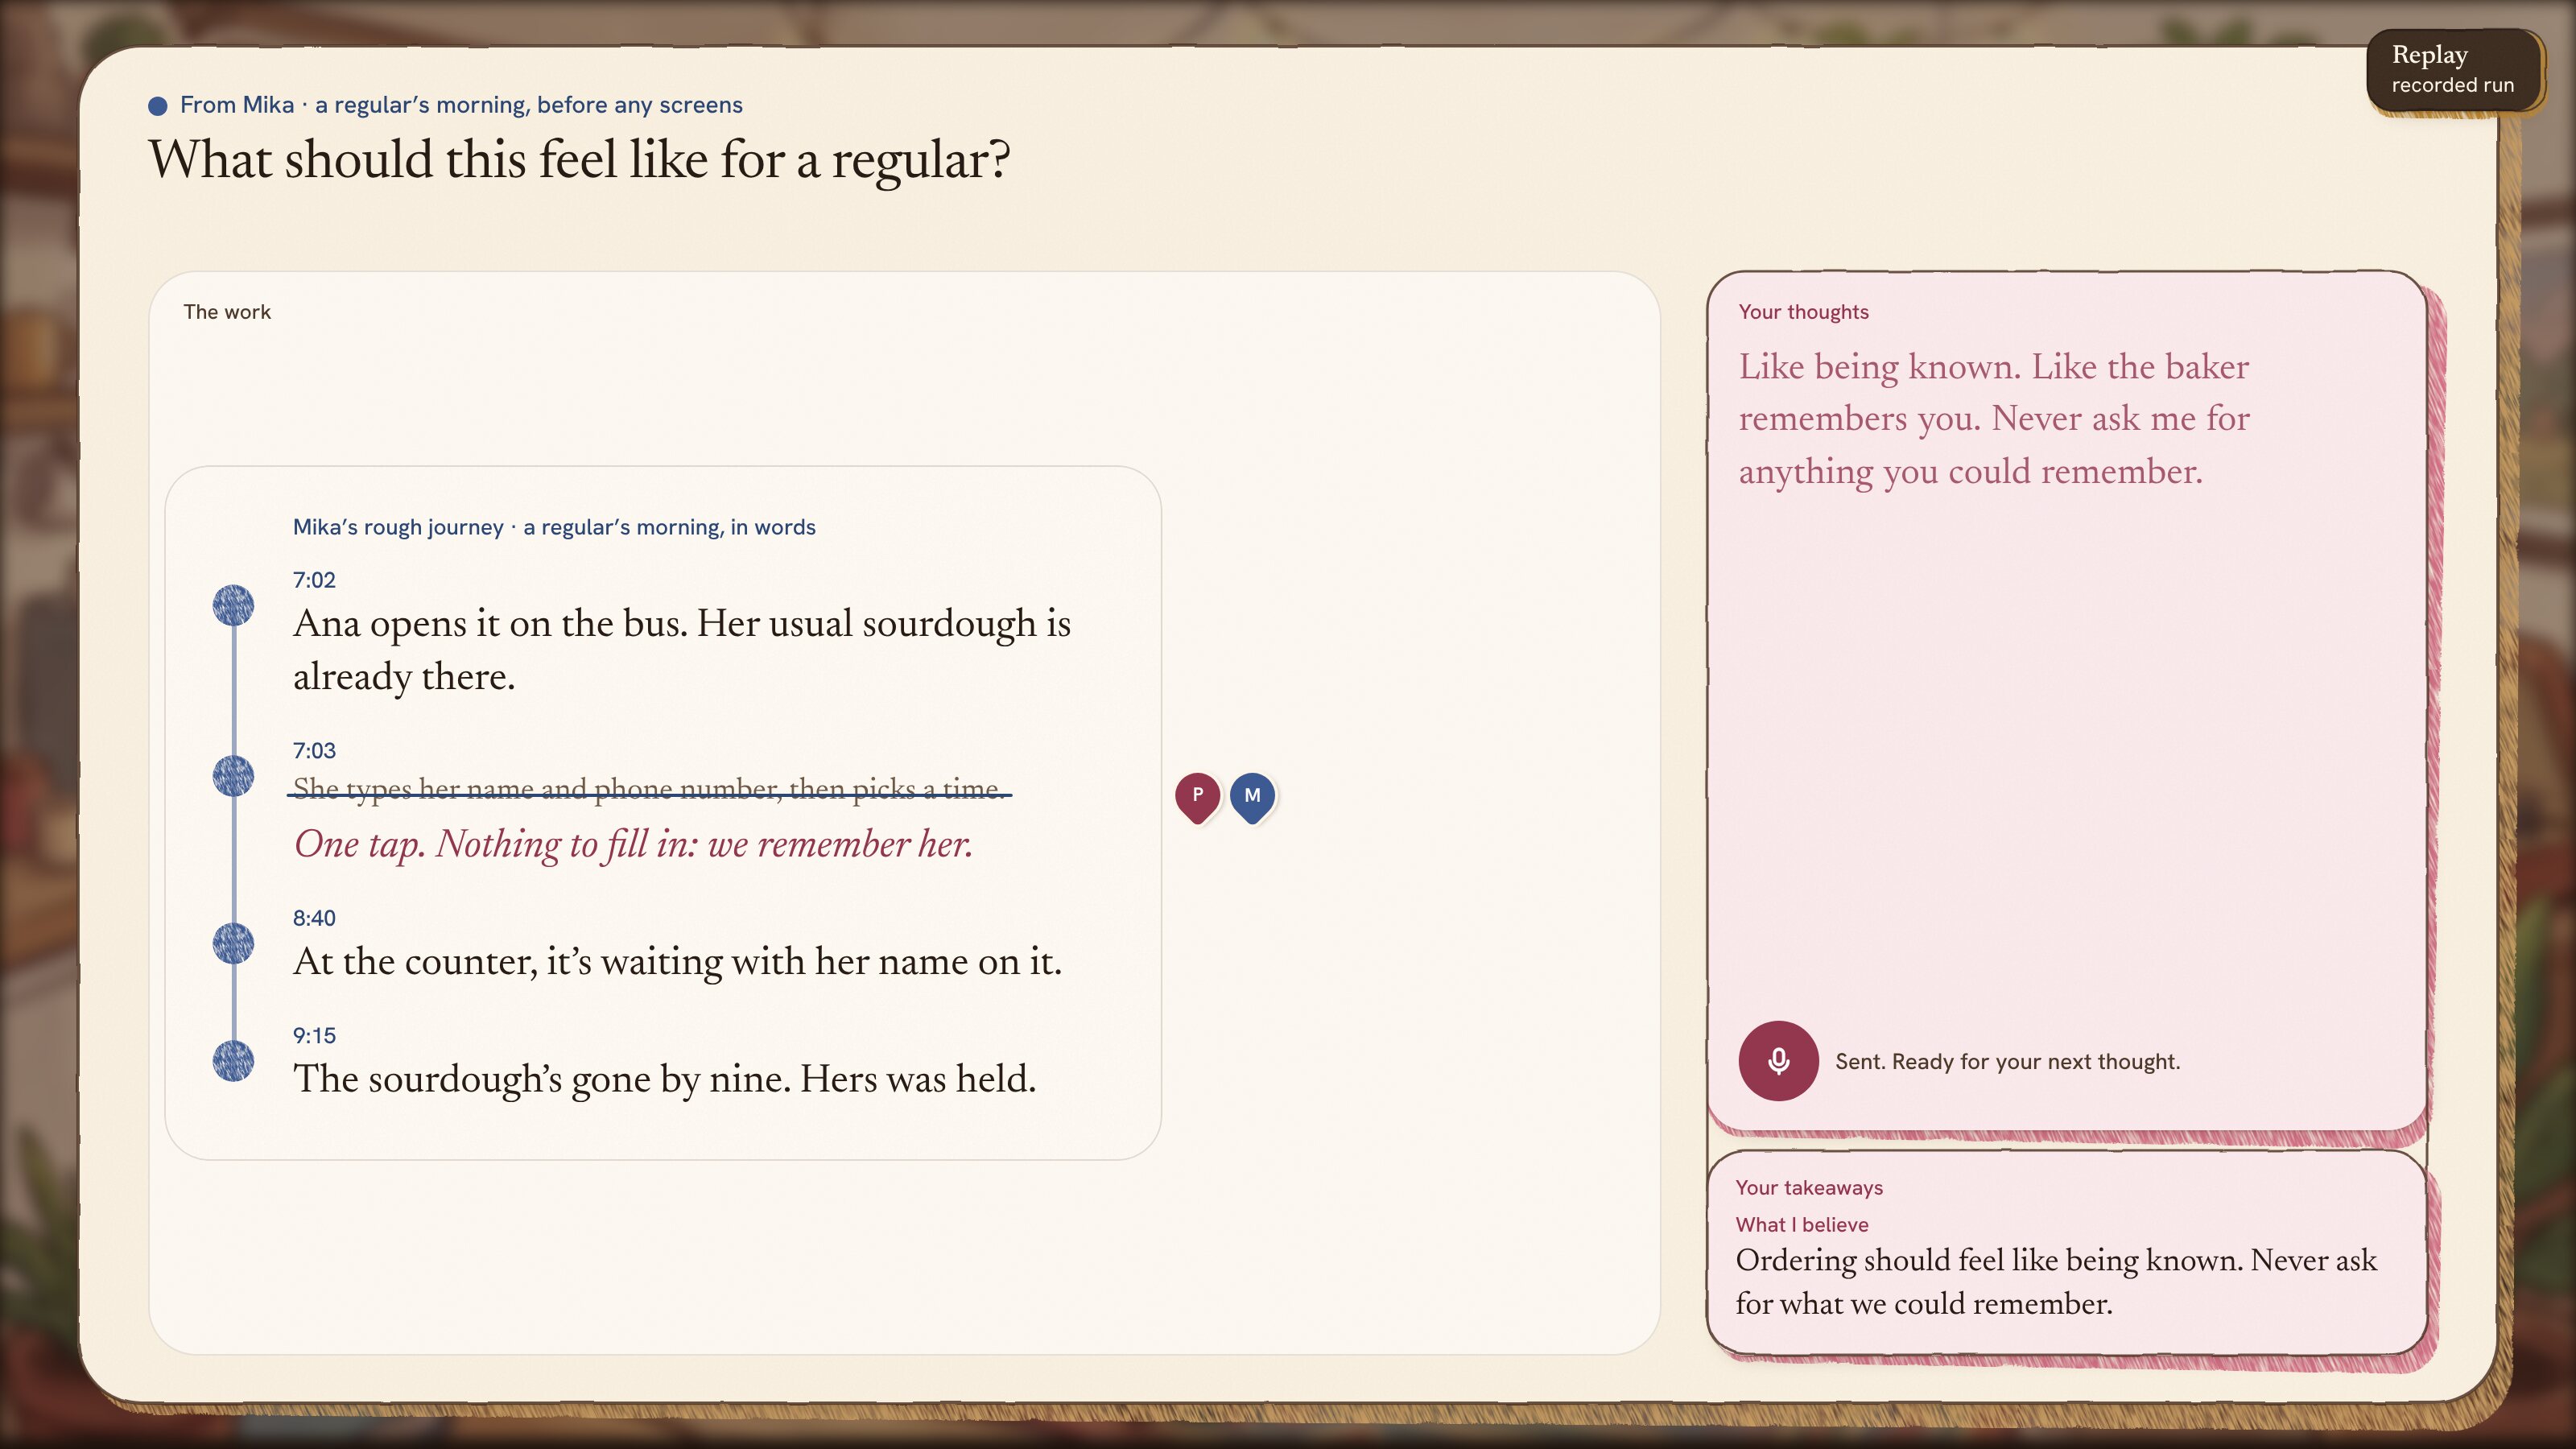 Replay
recorded run
From Mika · a regular’s morning, before any screens
What should this feel like for a regular?
The work
Mika’s rough journey · a regular’s morning, in words
7:02
Ana opens it on the bus. Her usual sourdough is
already there.
7:03
She types her name and phone number, then picks a time.
One tap. Nothing to fill in: we remember her.
P M
8:40
At the counter, it’s waiting with her name on it.
9:15
The sourdough’s gone by nine. Hers was held.
Your thoughts
Like being known. Like the baker
remembers you. Never ask me for
anything you could remember.
Sent. Ready for your next thought.
Your takeaways
What I believe
Ordering should feel like being known. Never ask
for what we could remember.